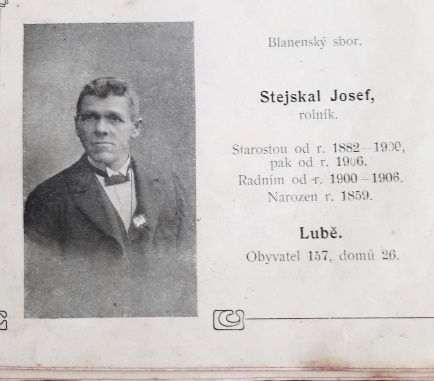 Blanenský sbor.
Stejskal Josef,
rolník.
Starostou od r. 1882—1900,
pak od r. 1906.
Radním od r. 1900—1906.
Narozen r. 1859.
Lubě.
Obyvatel 157, domů 26.